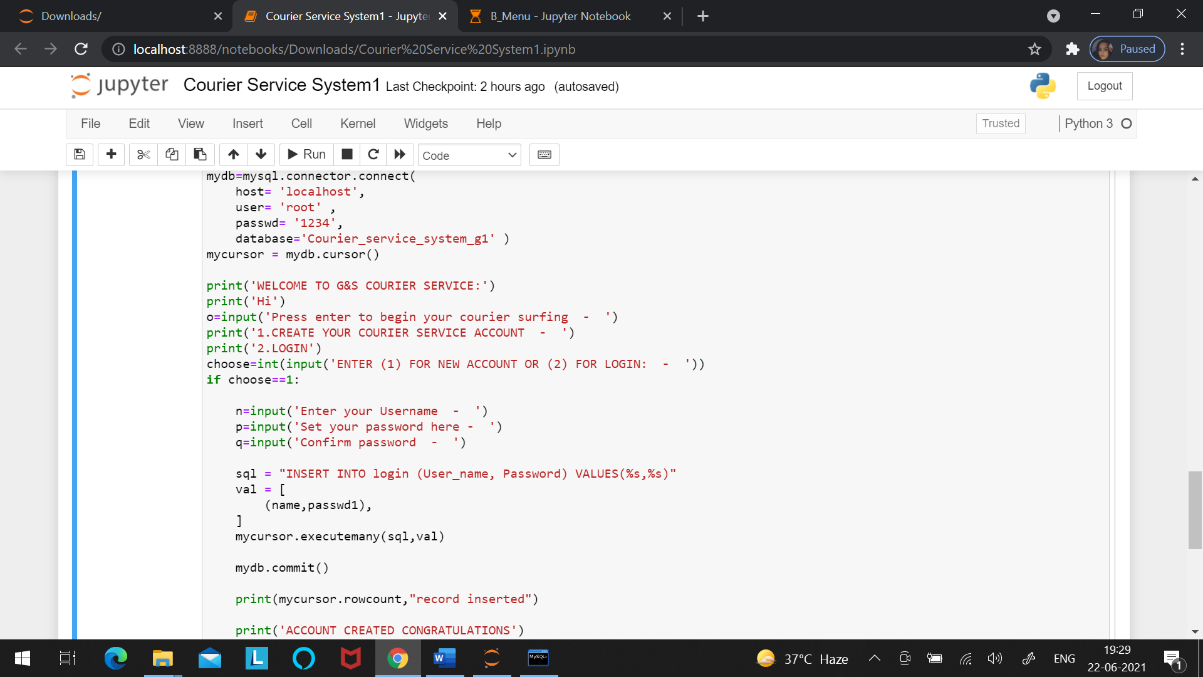 Downloads/
Courier Service System1 - Jupyte
B_Menu - Jupyter Notebook
localhost:8888/notebooks/Downloads/Courier%20Service%20System1.ipynb
Paused
jupyter Courier Service System1 Last Checkpoint: 2 hours ago (autosaved)
Logout
File Edit View Insert Cell Kernel Widgets Help
Trusted
Python 3
Run
Code
mydb=mysql.connector.connect(
host= 'localhost',
user= 'root' ,
passwd= '1234',
database='Courier_service_system_g1' )
mycursor = mydb.cursor()
print('WELCOME TO G&S COURIER SERVICE:')
print('Hi')
o=input('Press enter to begin your courier surfing  -  ')
print('1.CREATE YOUR COURIER SERVICE ACCOUNT  -  ')
print('2.LOGIN')
choose=int(input('ENTER (1) FOR NEW ACCOUNT OR (2) FOR LOGIN:  -  '))
if choose==1:
n=input('Enter your Username  -  ')
p=input('Set your password here -  ')
q=input('Confirm password  -  ')
sql = "INSERT INTO login (User_name, Password) VALUES(%s,%s)"
val = [
(name,passwd1),
]
mycursor.executemany(sql,val)
mydb.commit()
print(mycursor.rowcount,"record inserted")
print('ACCOUNT CREATED CONGRATULATIONS')
L
W
MySQL
37°C Haze
ENG
19:29
22-06-2021
1